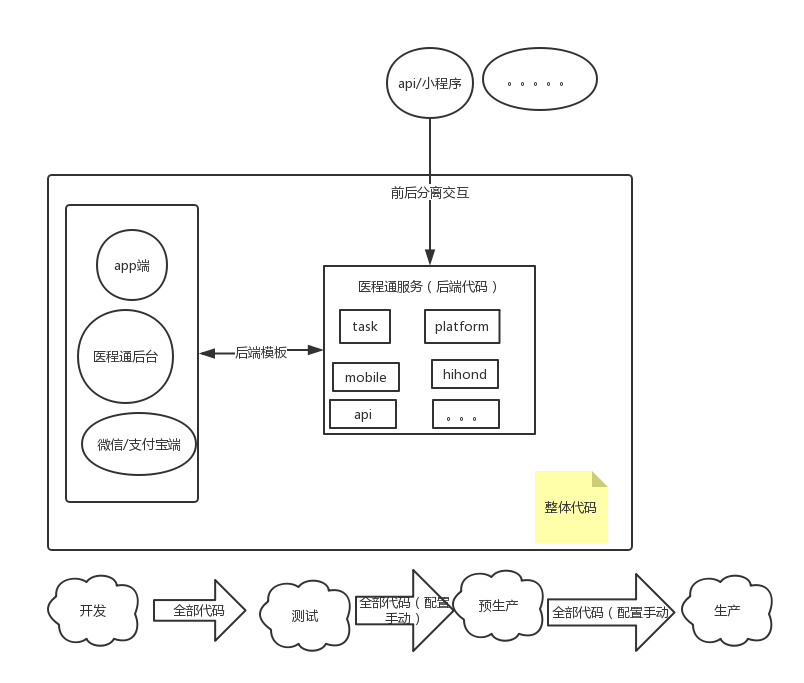 api/小程序
。。。。。
前后分离交互
app端
医程通后台
微信/支付宝端
后端模板
医程通服务（后端代码）
task
platform
mobile
hihond
api
。。。
整体代码
开发
全部代码
测试
全部代码（配置
手动）
预生产
全部代码（配置手动
生产